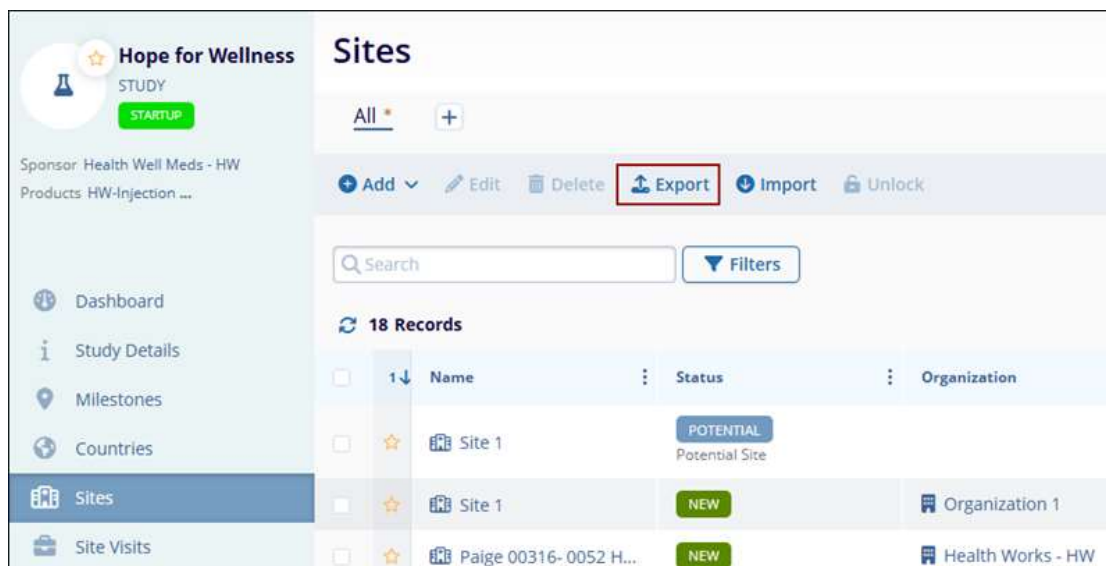 Hope for Wellness
STUDY
STARTUP
Sponsor Health Well Meds - HW
Products HW-Injection ...
Dashboard
Study Details
Milestones
Countries
Sites
Site Visits
Sites
All *
Add Edit Delete Export Import Unlock
Search Filters
18 Records
1 Name Status Organization
Site 1 POTENTIAL
Potential Site
Site 1 NEW Organization 1
Paige 00316- 0052 H... NEW Health Works - HW